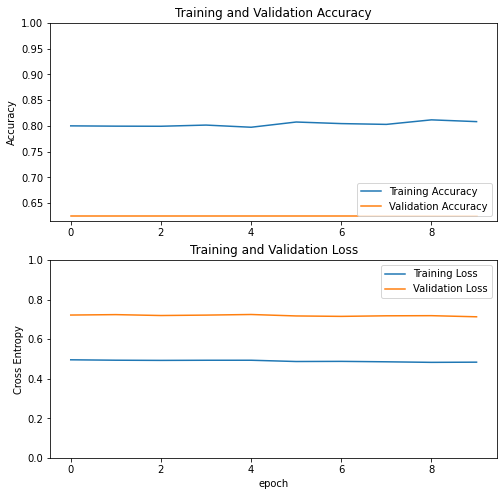 Training and Validation Accuracy
1.00
0.95
0.90
0.85
0.80
0.75
0.70
0.65
Accuracy
Training Accuracy
Validation Accuracy
0 2 4 6 8
Training and Validation Loss
1.0
0.8
0.6
0.4
0.2
0.0
Cross Entropy
Training Loss
Validation Loss
0 2 4 6 8
epoch